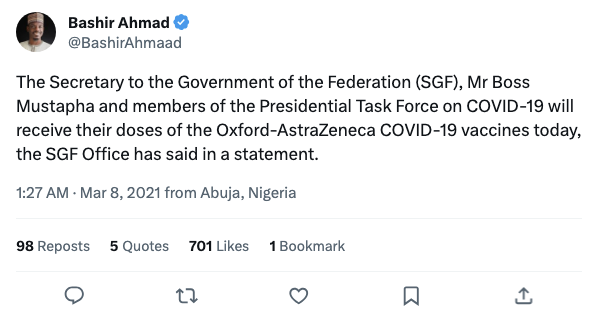 Bashir Ahmad
@BashirAhmaad
The Secretary to the Government of the Federation (SGF), Mr Boss
Mustapha and members of the Presidential Task Force on COVID-19 will
receive their doses of the Oxford-AstraZeneca COVID-19 vaccines today,
the SGF Office has said in a statement.
1:27 AM · Mar 8, 2021 from Abuja, Nigeria
98 Reposts 5 Quotes 701 Likes 1 Bookmark